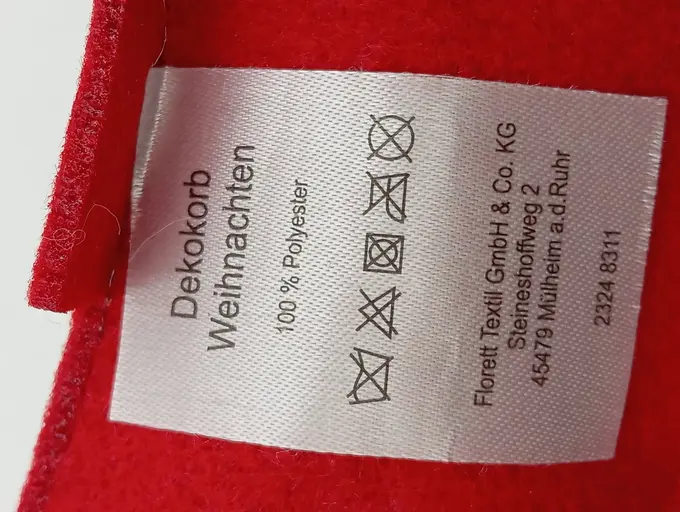 Dekokorb
Weihnachten
100 % Polyester
Florett Textil GmbH & Co. KG
Steineshoffweg 2
45479 Mülheim a.d.Ruhr
2324 8311